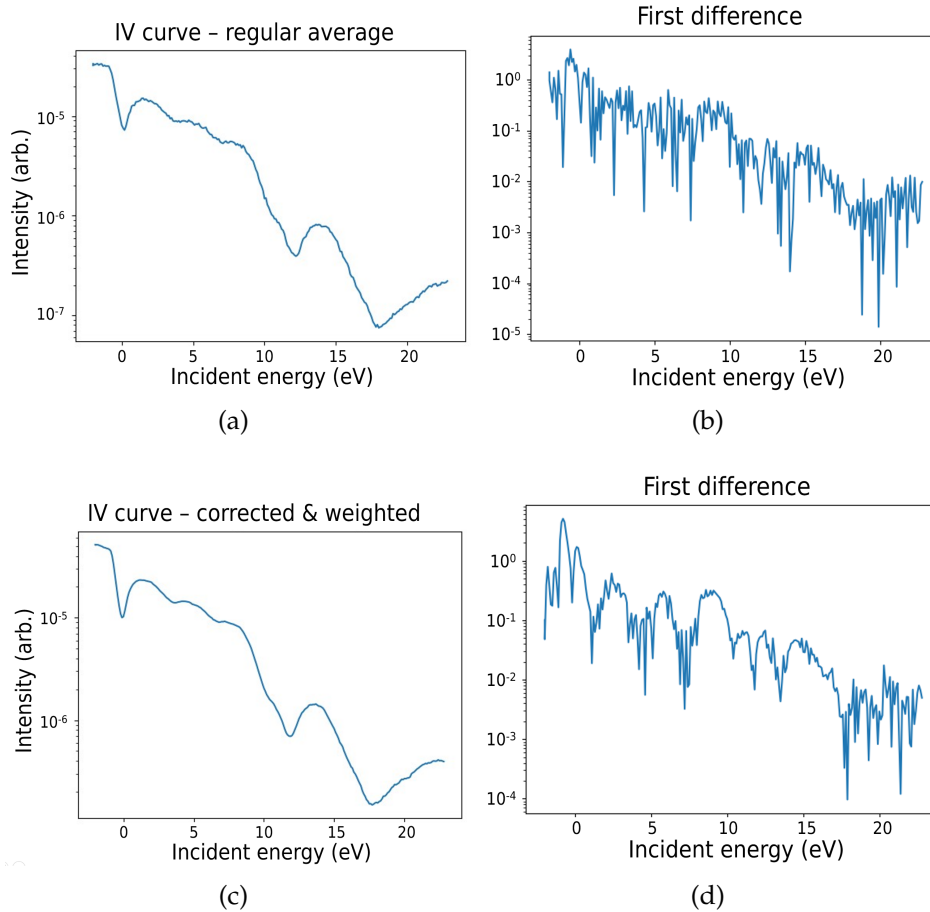 IV curve – regular average
First difference
Intensity (arb.)
10-5
10-6
10-7
0 5 10 15 20
Incident energy (eV)
(a)
100
10-1
10-2
10-3
10-4
10-5
0 5 10 15 20
Incident energy (eV)
(b)
IV curve – corrected & weighted
First difference
Intensity (arb.)
10-5
10-6
0 5 10 15 20
Incident energy (eV)
(c)
100
10-1
10-2
10-3
10-4
0 5 10 15 20
Incident energy (eV)
(d)